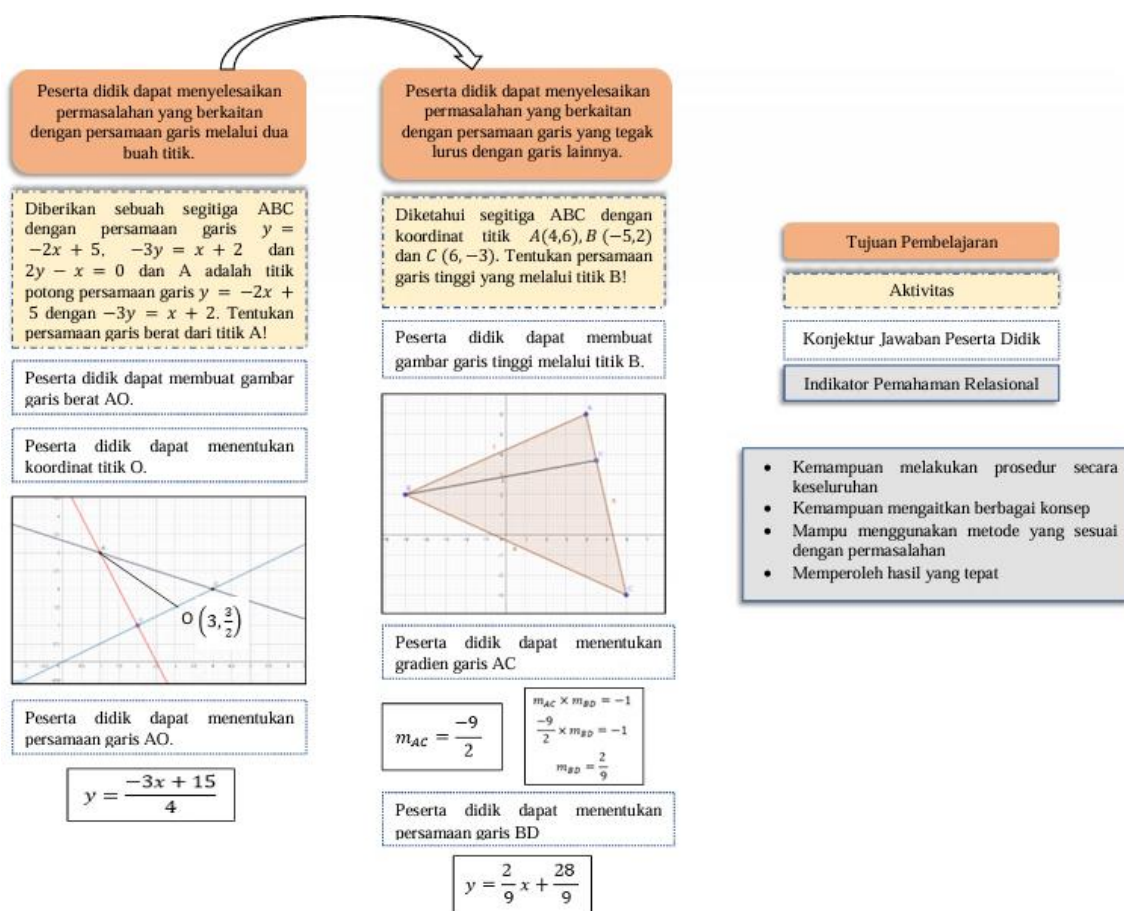 Peserta didik dapat menyelesaikan
permasalahan yang berkaitan
dengan persamaan garis melalui dua
buah titik.
Diberikan sebuah segitiga ABC
dengan persamaan garis y =
−2x + 5, −3y = x + 2 dan
2y − x = 0 dan A adalah titik
potong persamaan garis y = −2x +
5 dengan −3y = x + 2. Tentukan
persamaan garis berat dari titik A!
Peserta didik dapat membuat gambar
garis berat AO.
Peserta didik dapat menentukan
koordinat titik O.
O (3, 3/2)
Peserta didik dapat menentukan
persamaan garis AO.
y = (−3x + 15)/4
Peserta didik dapat menyelesaikan
permasalahan yang berkaitan
dengan persamaan garis yang tegak
lurus dengan garis lainnya.
Diketahui segitiga ABC dengan
koordinat titik A(4,6), B (−5,2)
dan C (6, −3). Tentukan persamaan
garis tinggi yang melalui titik B!
Peserta didik dapat membuat
gambar garis tinggi melalui titik B.
Peserta didik dapat menentukan
gradien garis AC
m_AC = −9/2
m_AC × m_BD = −1
−9/2 × m_BD = −1
m_BD = 2/9
Peserta didik dapat menentukan
persamaan garis BD
y = 2/9 x + 28/9
Tujuan Pembelajaran
Aktivitas
Konjektur Jawaban Peserta Didik
Indikator Pemahaman Relasional
• Kemampuan melakukan prosedur secara
keseluruhan
• Kemampuan mengaitkan berbagai konsep
• Mampu menggunakan metode yang sesuai
dengan permasalahan
• Memperoleh hasil yang tepat